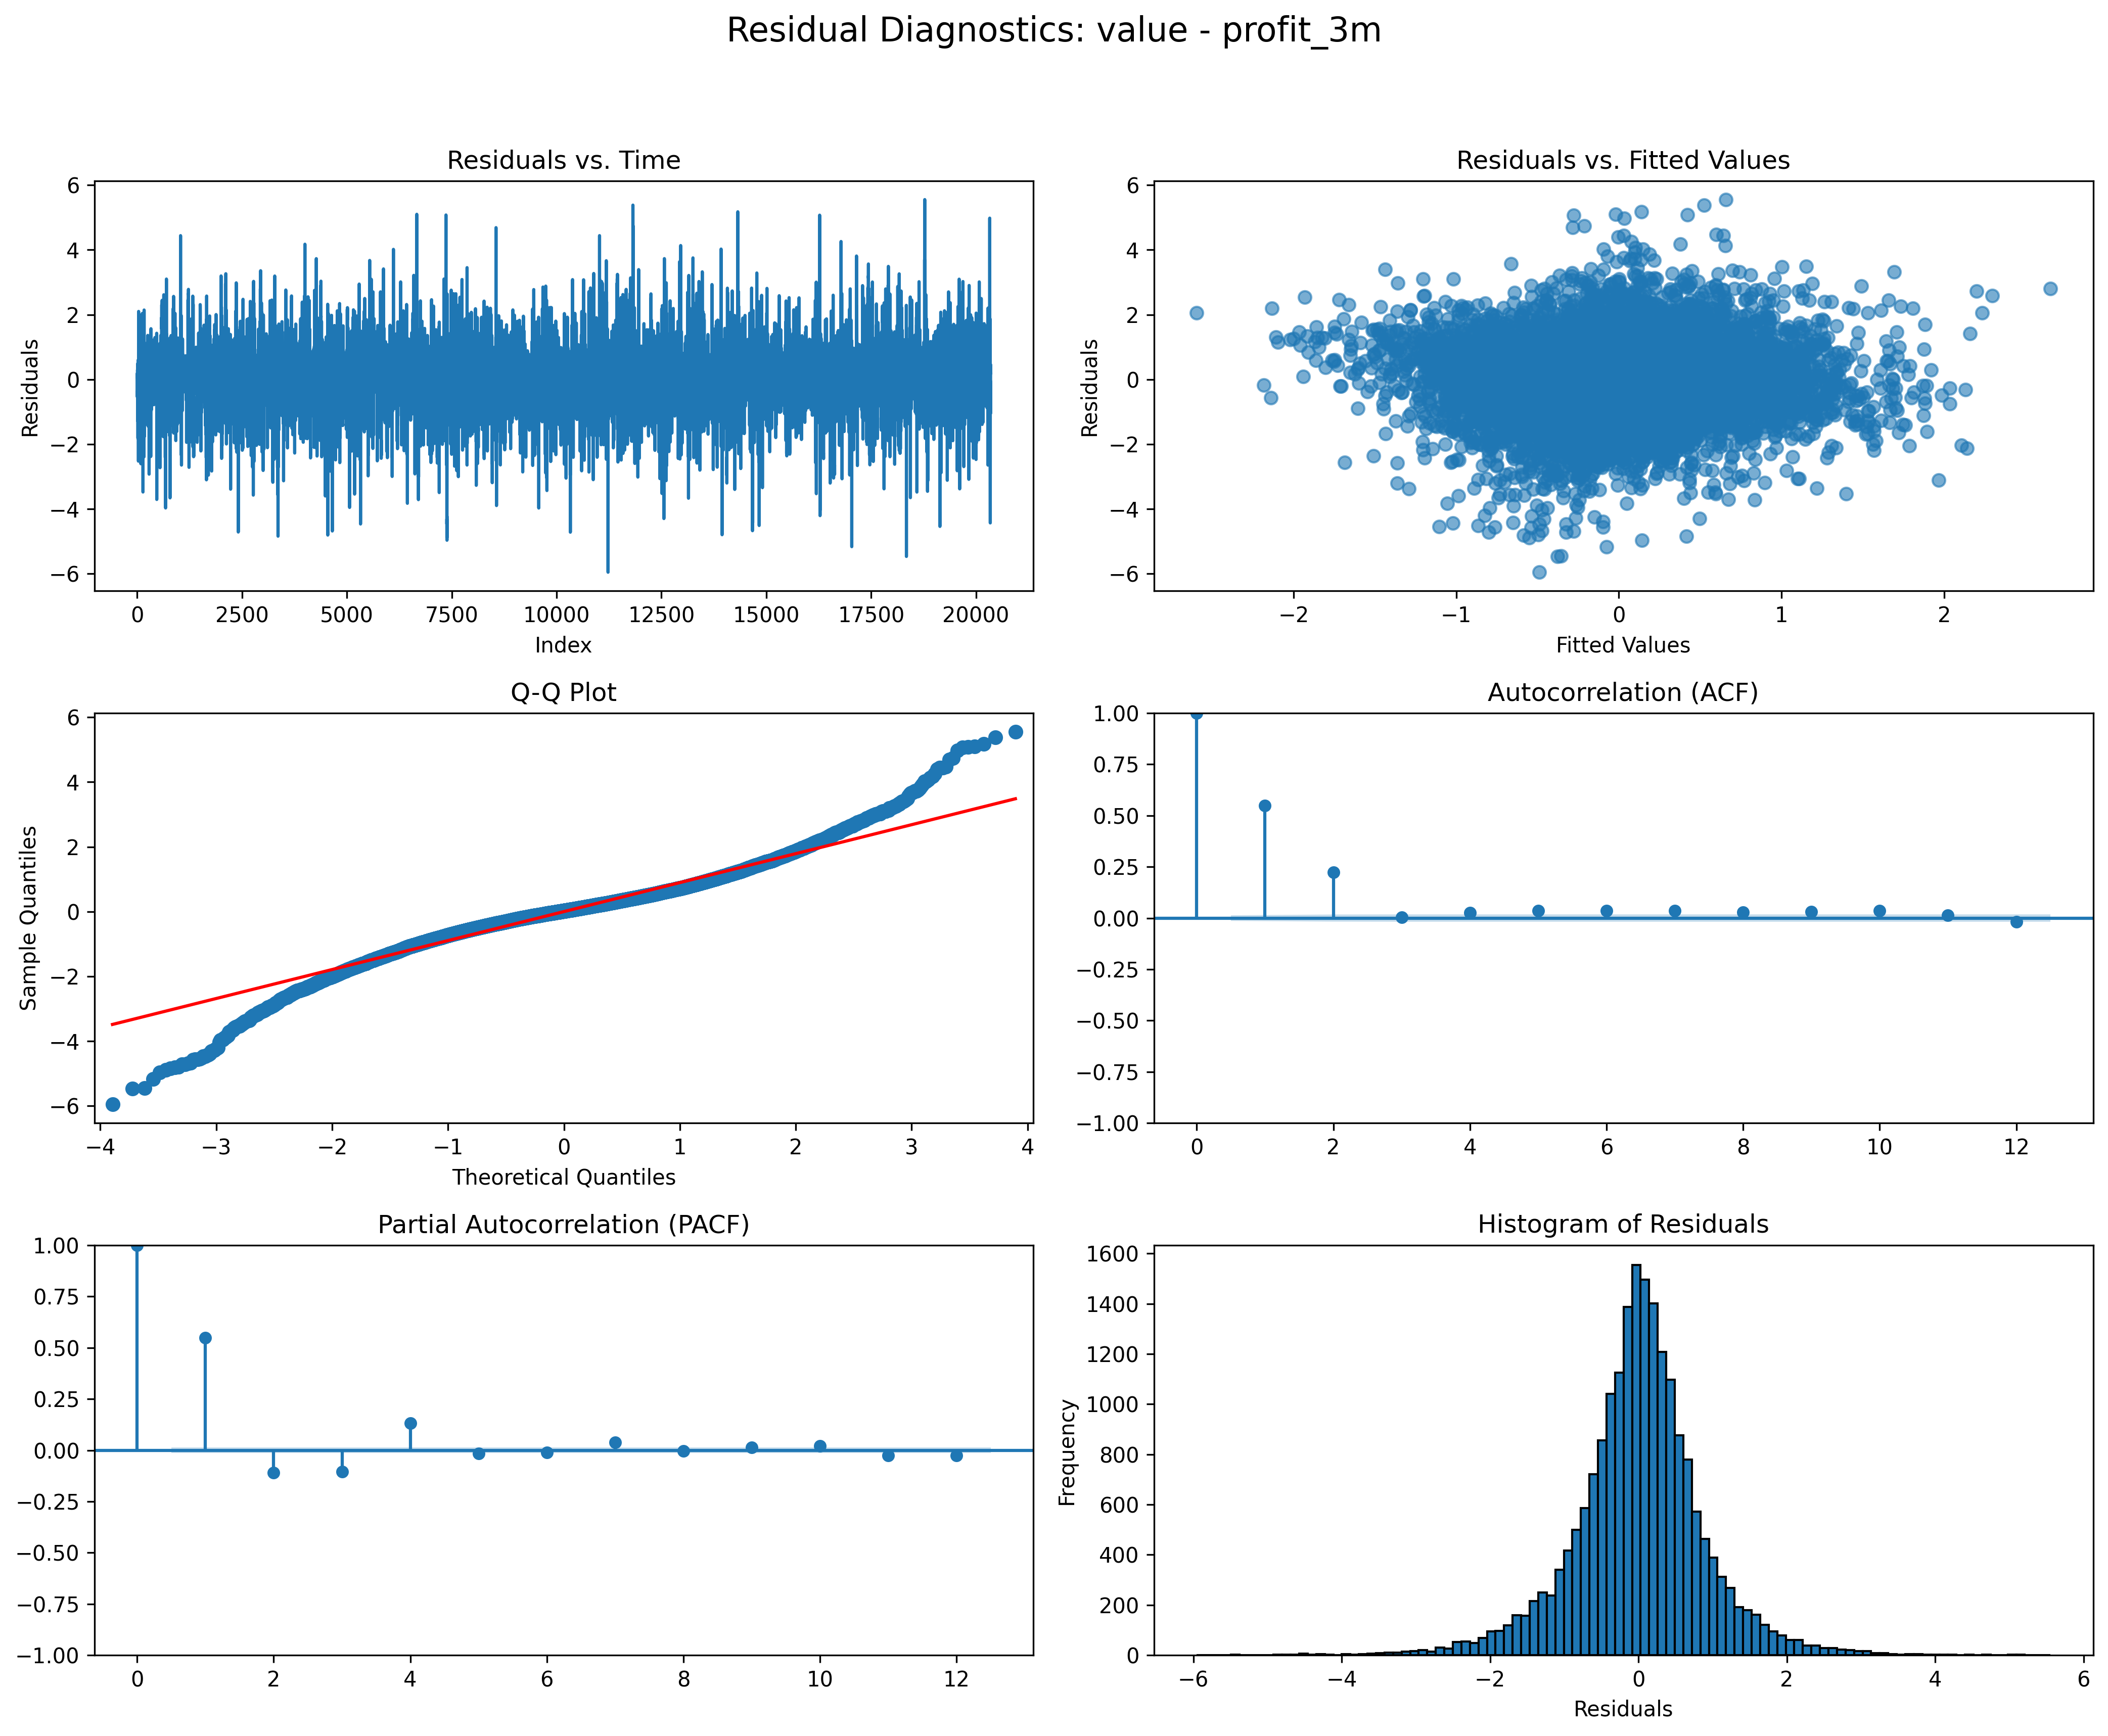 Residual Diagnostics: value - profit_3m
Residuals vs. Time
6
4
2
0
−2
−4
−6
Residuals
0 2500 5000 7500 10000 12500 15000 17500 20000
Index
Residuals vs. Fitted Values
6
4
2
0
−2
−4
−6
Residuals
−2 −1 0 1 2
Fitted Values
Q-Q Plot
6
4
2
0
−2
−4
−6
Sample Quantiles
−4 −3 −2 −1 0 1 2 3 4
Theoretical Quantiles
Autocorrelation (ACF)
1.00
0.75
0.50
0.25
0.00
−0.25
−0.50
−0.75
−1.00
0 2 4 6 8 10 12
Partial Autocorrelation (PACF)
1.00
0.75
0.50
0.25
0.00
−0.25
−0.50
−0.75
−1.00
0 2 4 6 8 10 12
Histogram of Residuals
1600
1400
1200
1000
800
600
400
200
0
Frequency
−6 −4 −2 0 2 4 6
Residuals